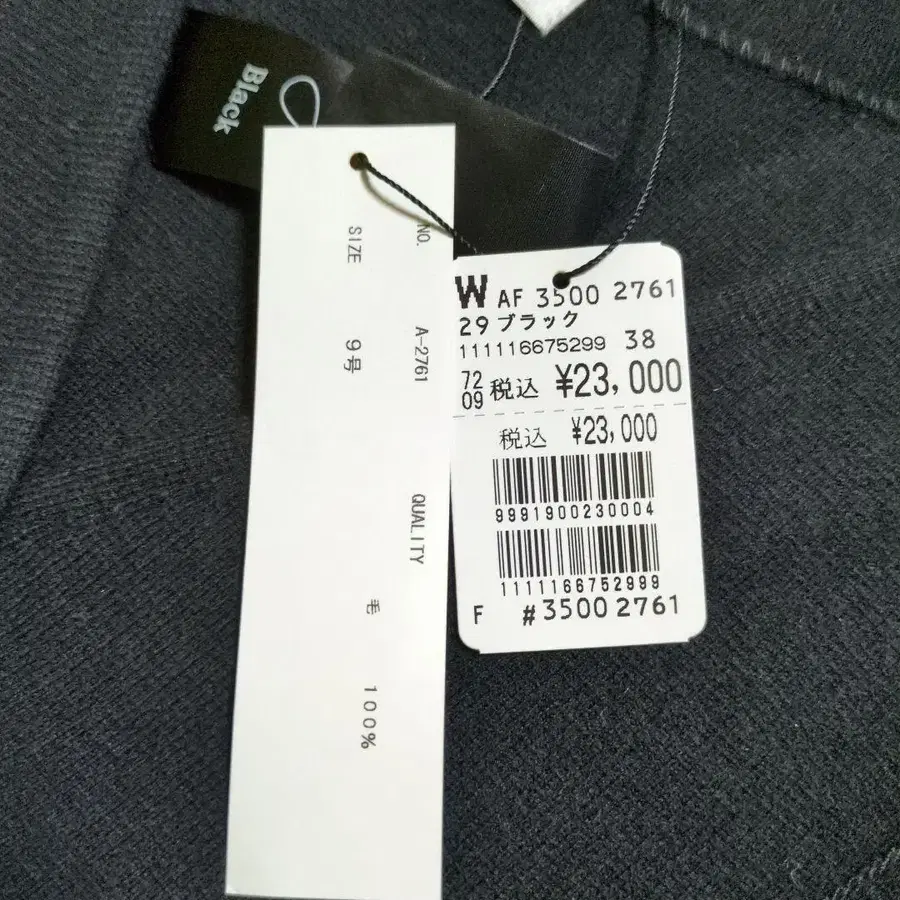 Black
NO. A-2761 QUALITY
SIZE 9号 毛 100%
W AF 3500 2761
29 ブラック
111116675299 38
72 09 税込 ¥23,000
税込 ¥23,000
9991900230004
1111166752999
F #3500 2761